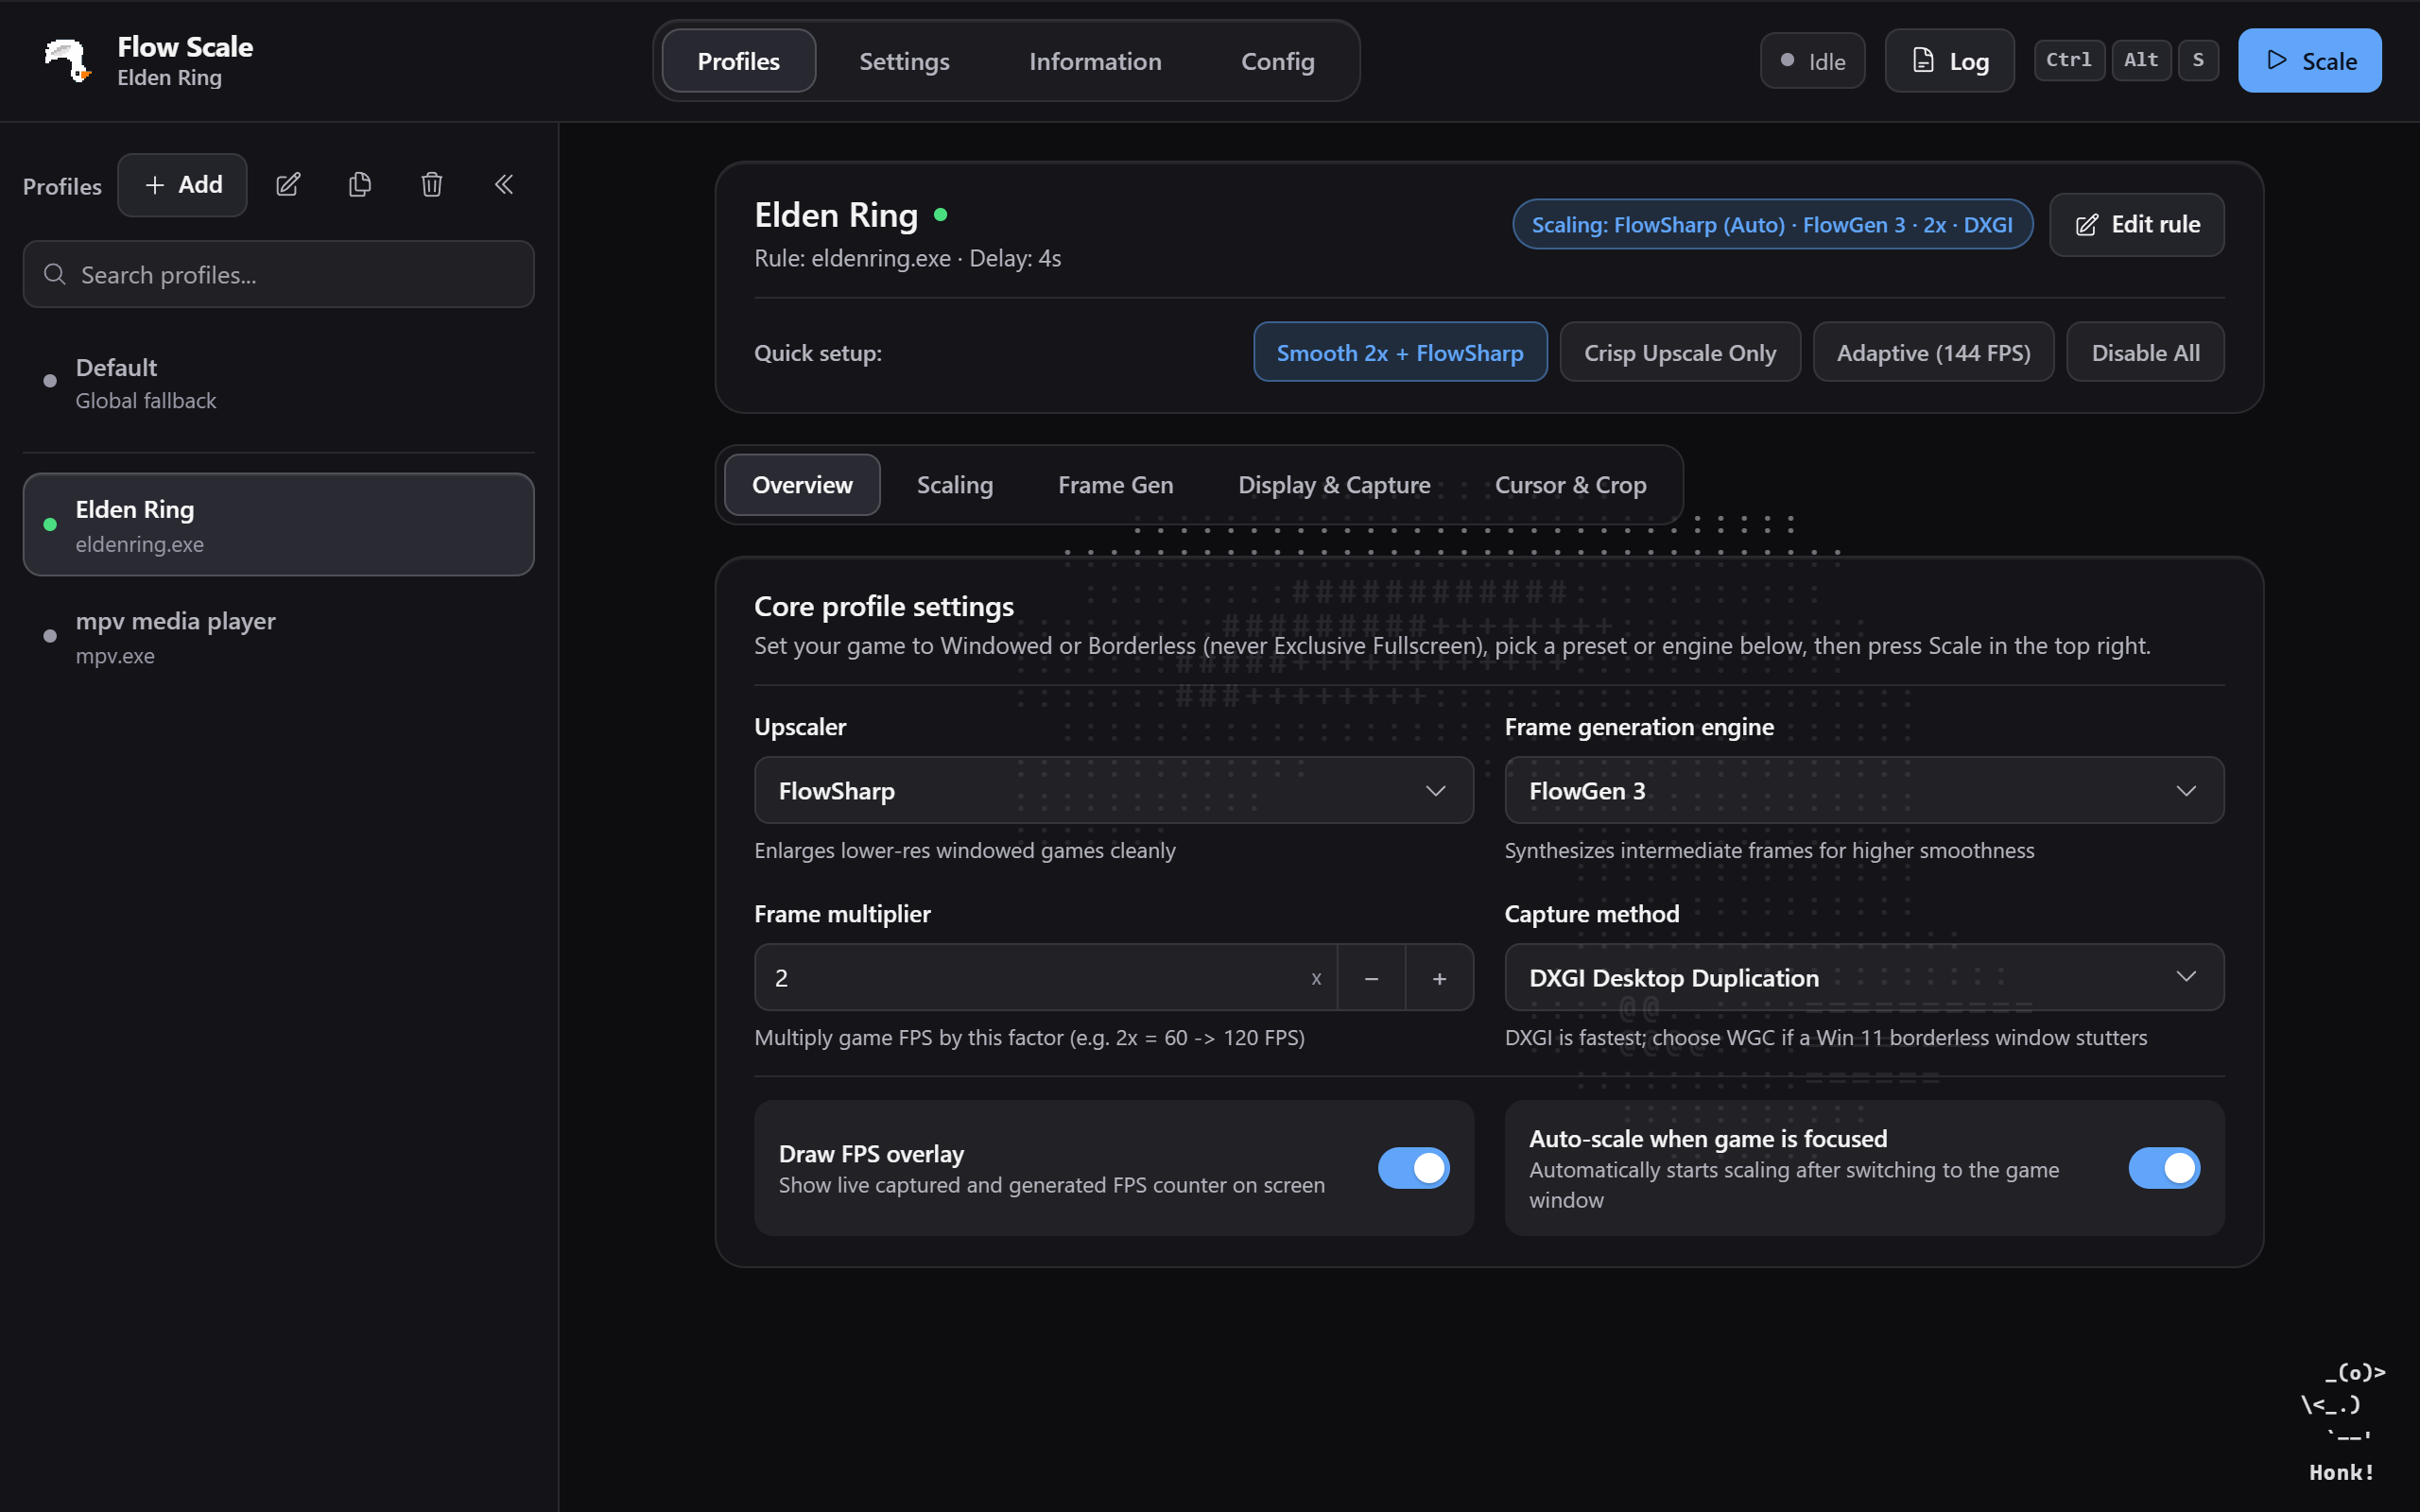 Flow Scale
Elden Ring
Profiles
Settings
Information
Config
Idle
Log
Ctrl
Alt
S
Scale
Profiles
Add
Search profiles...
Default
Global fallback
Elden Ring
eldenring.exe
mpv media player
mpv.exe
Elden Ring
Rule: eldenring.exe · Delay: 4s
Scaling: FlowSharp (Auto) · FlowGen 3 · 2x · DXGI
Edit rule
Quick setup:
Smooth 2x + FlowSharp
Crisp Upscale Only
Adaptive (144 FPS)
Disable All
Overview
Scaling
Frame Gen
Display & Capture
Cursor & Crop
Core profile settings
Set your game to Windowed or Borderless (never Exclusive Fullscreen), pick a preset or engine below, then press Scale in the top right.
Upscaler
FlowSharp
Enlarges lower-res windowed games cleanly
Frame generation engine
FlowGen 3
Synthesizes intermediate frames for higher smoothness
Frame multiplier
2
x
−
+
Multiply game FPS by this factor (e.g. 2x = 60 -> 120 FPS)
Capture method
DXGI Desktop Duplication
DXGI is fastest; choose WGC if a Win 11 borderless window stutters
Draw FPS overlay
Show live captured and generated FPS counter on screen
Auto-scale when game is focused
Automatically starts scaling after switching to the game
window
_(o)>
\<_.)
`--'
Honk!